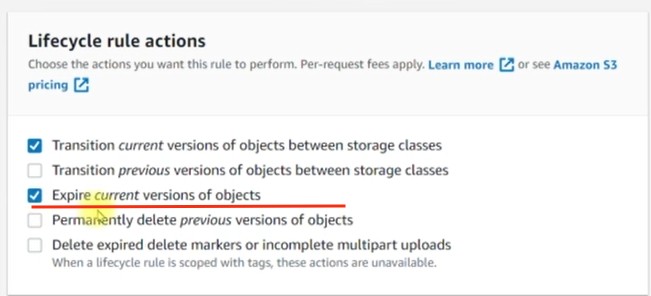 Lifecycle rule actions
Choose the actions you want this rule to perform. Per-request fees apply. Learn more or see Amazon S3
pricing
Transition current versions of objects between storage classes
Transition previous versions of objects between storage classes
Expire current versions of objects
Permanently delete previous versions of objects
Delete expired delete markers or incomplete multipart uploads
When a lifecycle rule is scoped with tags, these actions are unavailable.